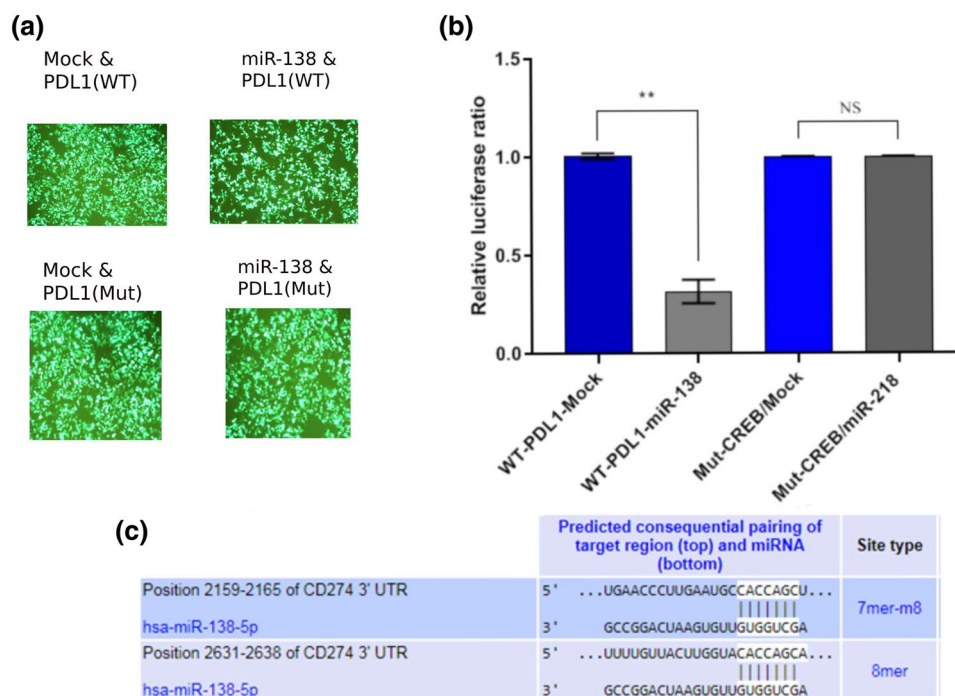 (a)
Mock &
PDL1(WT)
miR-138 &
PDL1(WT)
Mock &
PDL1(Mut)
miR-138 &
PDL1(Mut)
(b)
Relative luciferase ratio
1.5
1.0
0.5
0.0
**
NS
WT-PDL1-Mock
WT-PDL1-miR-138
Mut-CREB/Mock
Mut-CREB/miR-218
(c)
Predicted consequential pairing of
target region (top) and miRNA
(bottom)
Site type
Position 2159-2165 of CD274 3' UTR
5' ...UGAACCCUUGAAUGCCACCAGCU...
hsa-miR-138-5p
3' GCCGGACUAAGUGUUGUGGUCGA
7mer-m8
Position 2631-2638 of CD274 3' UTR
5' ...UUUUGUUACUUGGUACACCAGCA...
hsa-miR-138-5p
3' GCCGGACUAAGUGUUGUGGUCGA
8mer